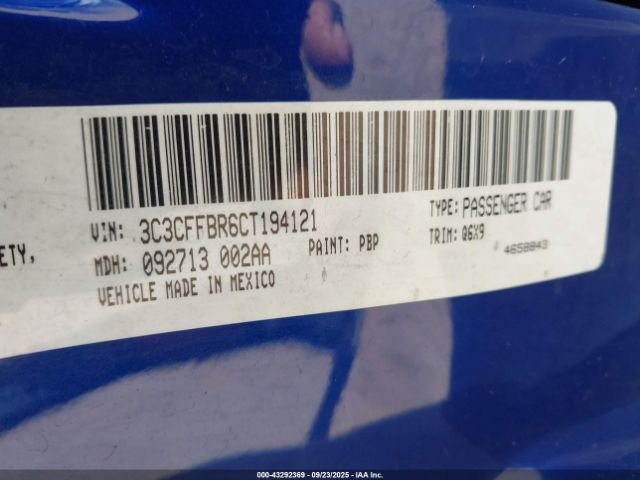 VIN: 3C3CFFBR6CT194121 TYPE: PASSENGER CAR
ETY, MDH: 092713 002AA PAINT: PBP TRIM: Q6X9
VEHICLE MADE IN MEXICO 4658843
000-43292369 - 09/23/2025 - IAA Inc.